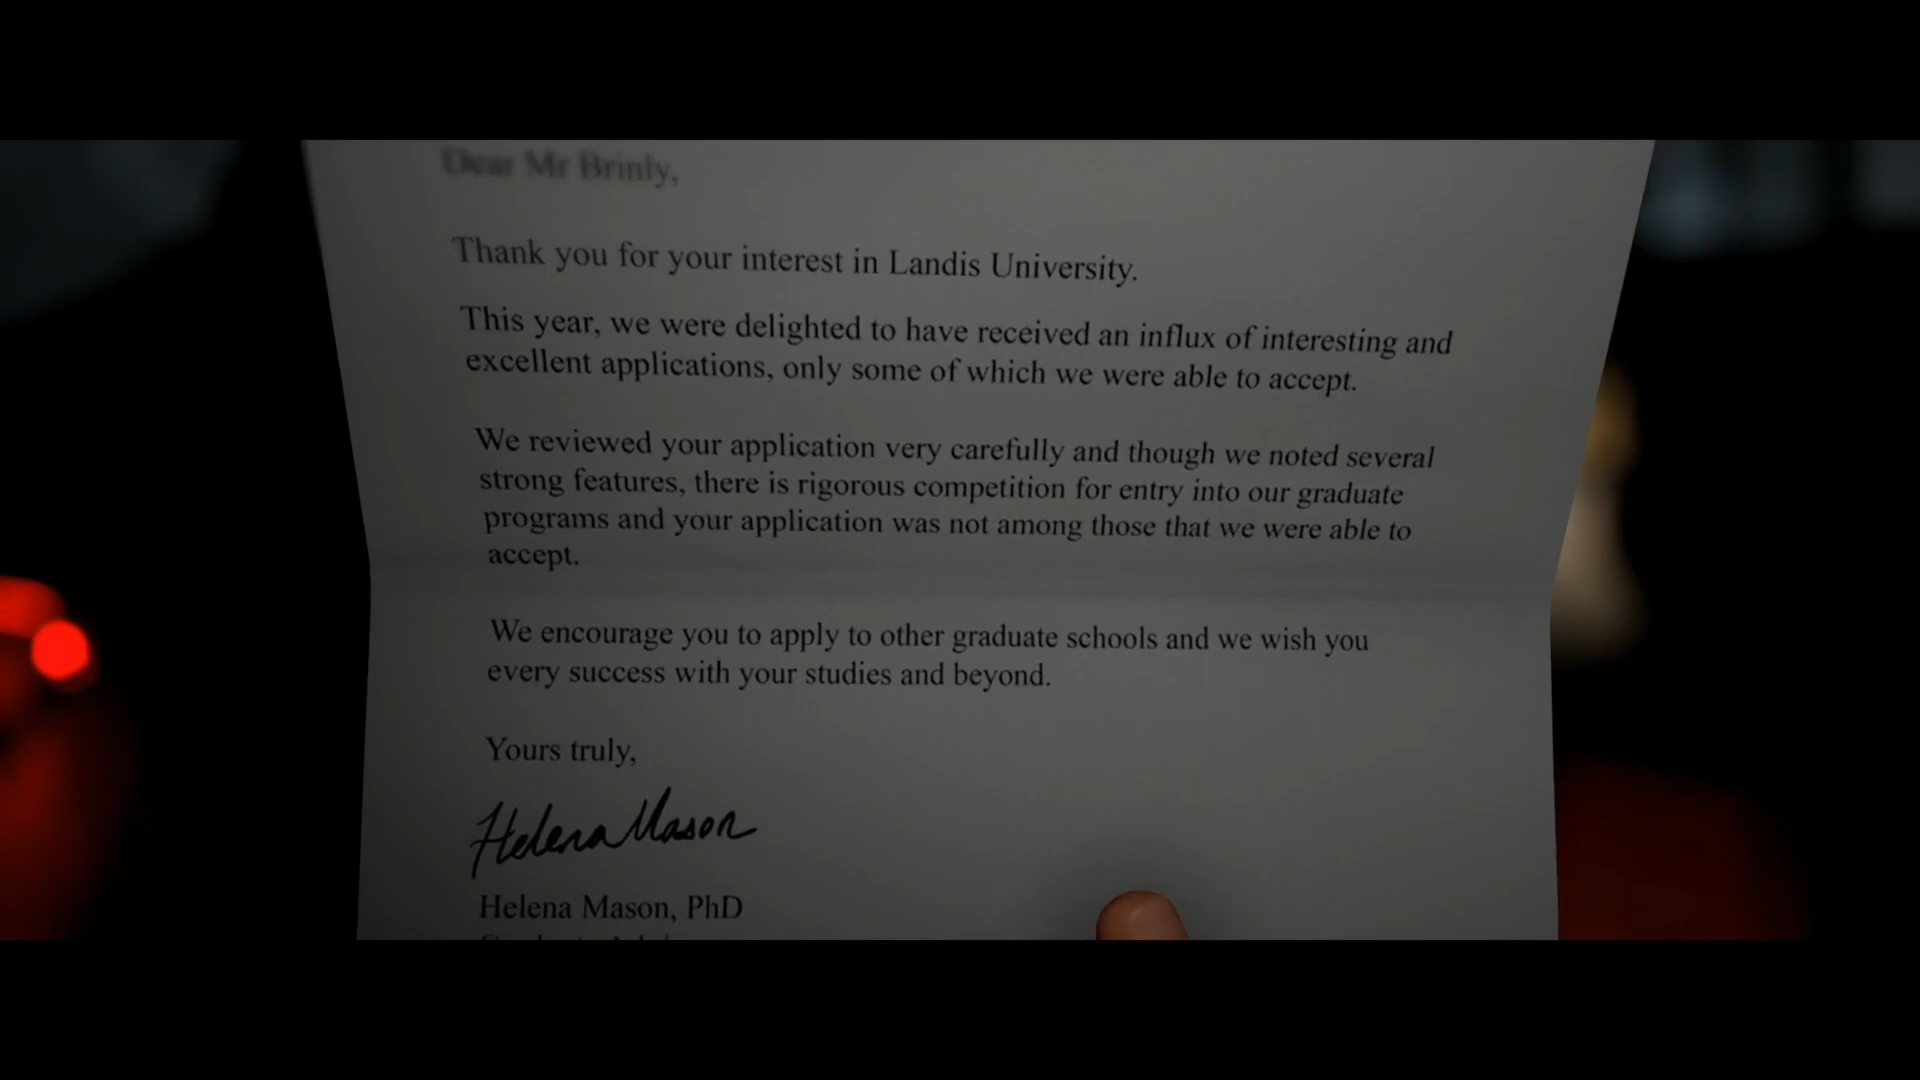 Dear Mr Brinly,
Thank you for your interest in Landis University.
This year, we were delighted to have received an influx of interesting and
excellent applications, only some of which we were able to accept.
We reviewed your application very carefully and though we noted several
strong features, there is rigorous competition for entry into our graduate
programs and your application was not among those that we were able to
accept.
We encourage you to apply to other graduate schools and we wish you
every success with your studies and beyond.
Yours truly,
Helena Mason
Helena Mason, PhD